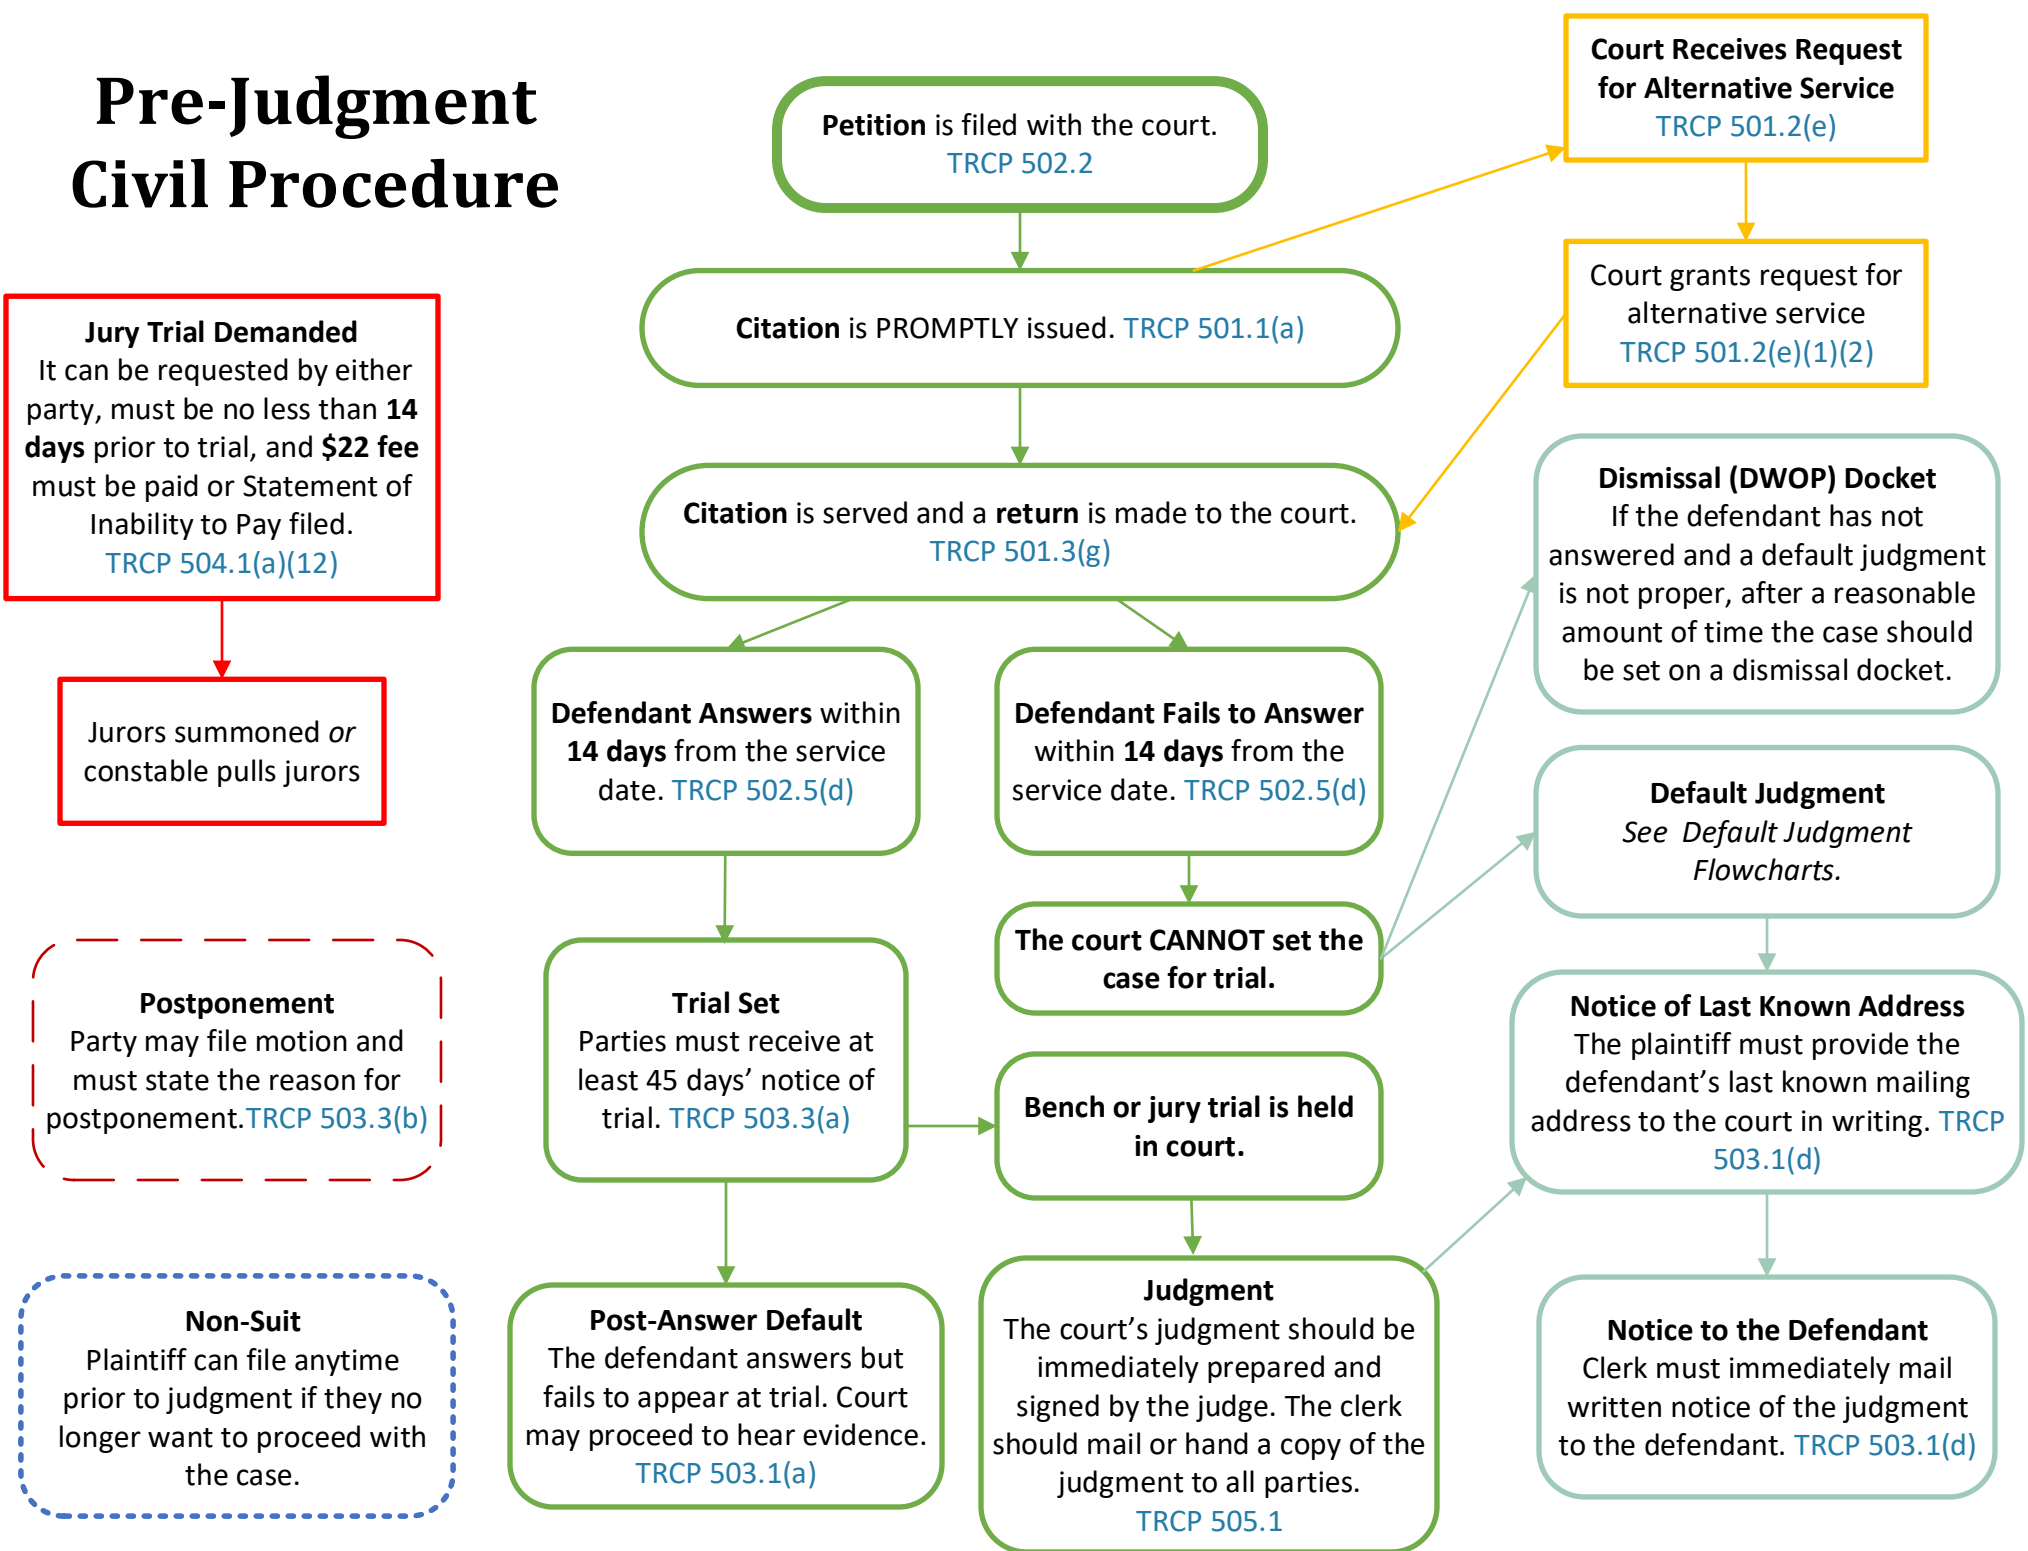 Pre-Judgment
Civil Procedure
Petition is filed with the court.
TRCP 502.2
Court Receives Request
for Alternative Service
TRCP 501.2(e)
Citation is PROMPTLY issued. TRCP 501.1(a)
Court grants request for
alternative service
TRCP 501.2(e)(1)(2)
Jury Trial Demanded
It can be requested by either
party, must be no less than 14
days prior to trial, and $22 fee
must be paid or Statement of
Inability to Pay filed.
TRCP 504.1(a)(12)
Jurors summoned or
constable pulls jurors
Citation is served and a return is made to the court.
TRCP 501.3(g)
Dismissal (DWOP) Docket
If the defendant has not
answered and a default judgment
is not proper, after a reasonable
amount of time the case should
be set on a dismissal docket.
Defendant Answers within
14 days from the service
date. TRCP 502.5(d)
Defendant Fails to Answer
within 14 days from the
service date. TRCP 502.5(d)
Default Judgment
See  Default Judgment
Flowcharts.
The court CANNOT set the
case for trial.
Postponement
Party may file motion and
must state the reason for
postponement.TRCP 503.3(b)
Trial Set
Parties must receive at
least 45 days’ notice of
trial. TRCP 503.3(a)
Bench or jury trial is held
in court.
Notice of Last Known Address
The plaintiff must provide the
defendant’s last known mailing
address to the court in writing. TRCP
503.1(d)
Non-Suit
Plaintiff can file anytime
prior to judgment if they no
longer want to proceed with
the case.
Post-Answer Default
The defendant answers but
fails to appear at trial. Court
may proceed to hear evidence.
TRCP 503.1(a)
Judgment
The court’s judgment should be
immediately prepared and
signed by the judge. The clerk
should mail or hand a copy of the
judgment to all parties.
TRCP 505.1
Notice to the Defendant
Clerk must immediately mail
written notice of the judgment
to the defendant. TRCP 503.1(d)